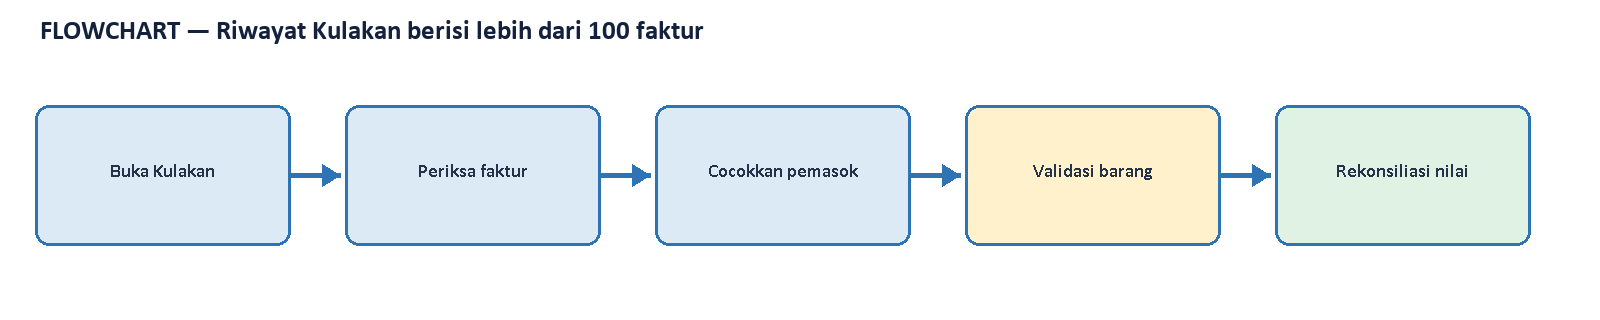 FLOWCHART — Riwayat Kulakan berisi lebih dari 100 faktur
Buka Kulakan
Periksa faktur
Cocokkan pemasok
Validasi barang
Rekonsiliasi nilai